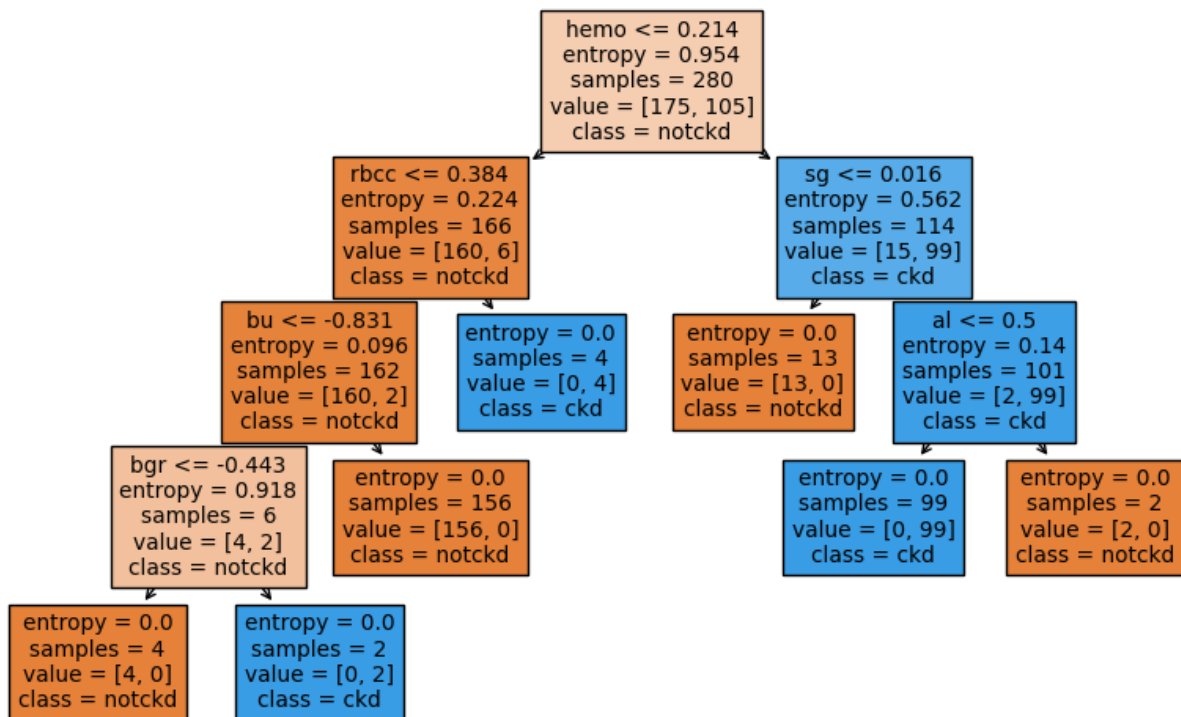 hemo <= 0.214
entropy = 0.954
samples = 280
value = [175, 105]
class = notckd
rbcc <= 0.384
entropy = 0.224
samples = 166
value = [160, 6]
class = notckd
sg <= 0.016
entropy = 0.562
samples = 114
value = [15, 99]
class = ckd
bu <= -0.831
entropy = 0.096
samples = 162
value = [160, 2]
class = notckd
entropy = 0.0
samples = 4
value = [0, 4]
class = ckd
entropy = 0.0
samples = 13
value = [13, 0]
class = notckd
al <= 0.5
entropy = 0.14
samples = 101
value = [2, 99]
class = ckd
bgr <= -0.443
entropy = 0.918
samples = 6
value = [4, 2]
class = notckd
entropy = 0.0
samples = 156
value = [156, 0]
class = notckd
entropy = 0.0
samples = 99
value = [0, 99]
class = ckd
entropy = 0.0
samples = 2
value = [2, 0]
class = notckd
entropy = 0.0
samples = 4
value = [4, 0]
class = notckd
entropy = 0.0
samples = 2
value = [0, 2]
class = ckd